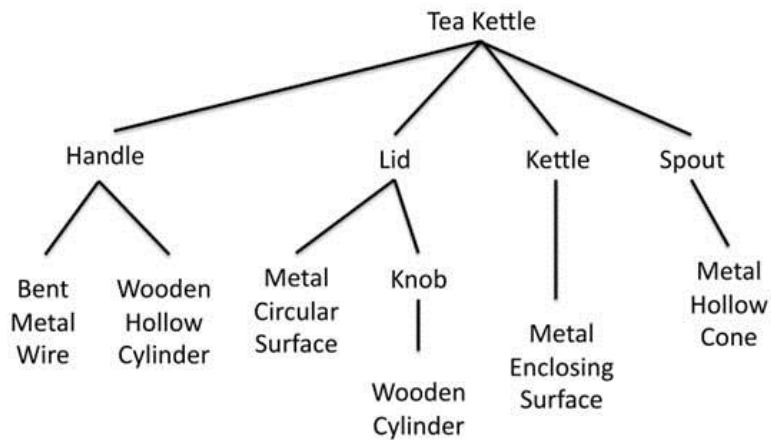 Tea Kettle
Handle
Lid
Kettle
Spout
Bent
Metal
Wire
Wooden
Hollow
Cylinder
Metal
Circular
Surface
Knob
Wooden
Cylinder
Metal
Enclosing
Surface
Metal
Hollow
Cone